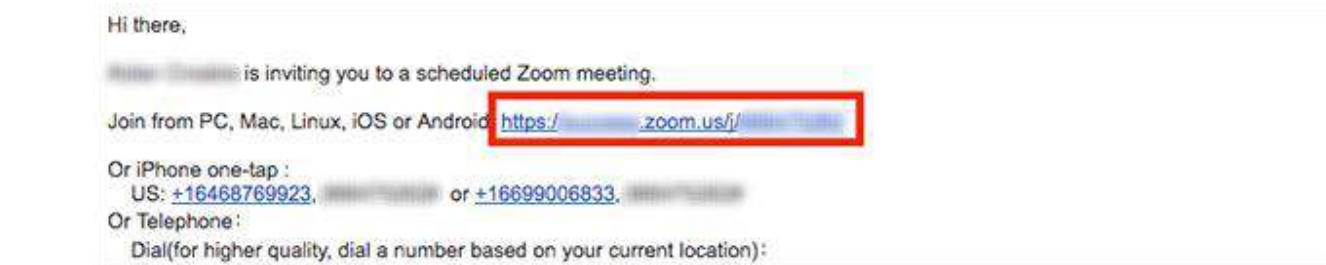 Hi there,
is inviting you to a scheduled Zoom meeting.
Join from PC, Mac, Linux, iOS or Android: https:/ .zoom.us/j/
Or iPhone one-tap :
US: +16468769923, or +16699006833,
Or Telephone:
Dial(for higher quality, dial a number based on your current location):